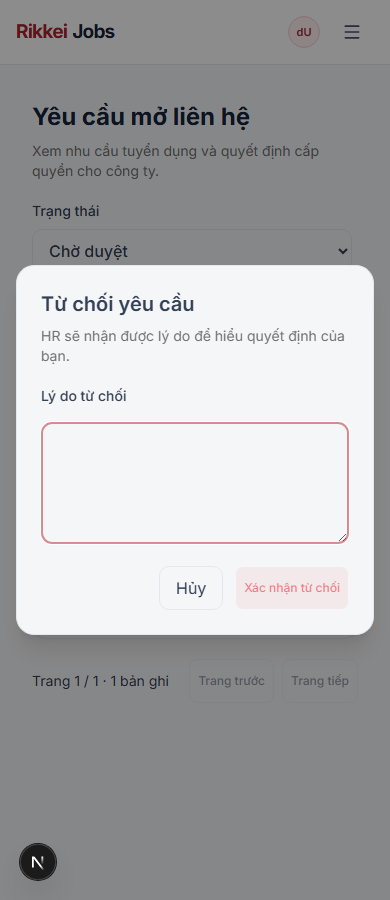 Rikkei Jobs
dU
Yêu cầu mở liên hệ
Xem nhu cầu tuyển dụng và quyết định cấp
quyền cho công ty.
Trạng thái
Chờ duyệt
Từ chối yêu cầu
HR sẽ nhận được lý do để hiểu quyết định của
bạn.
Lý do từ chối
Hủy
Xác nhận từ chối
Trang 1 / 1 · 1 bản ghi
Trang trước
Trang tiếp
N